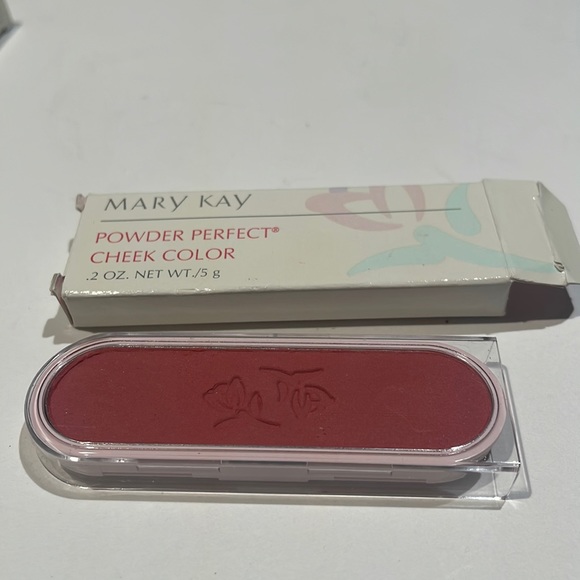 MARY KAY
POWDER PERFECT®
CHEEK COLOR
.2 OZ. NET WT./5 g